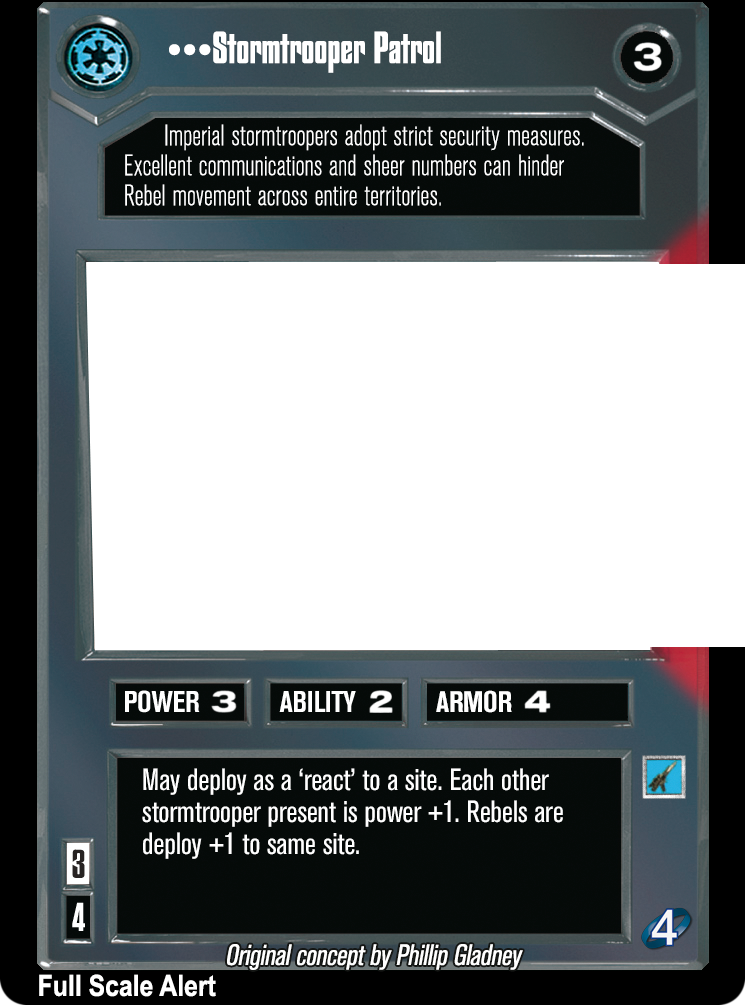 •••Stormtrooper Patrol
3
Imperial stormtroopers adopt strict security measures.
Excellent communications and sheer numbers can hinder
Rebel movement across entire territories.
POWER 3 ABILITY 2 ARMOR 4
May deploy as a ‘react’ to a site. Each other
stormtrooper present is power +1. Rebels are
deploy +1 to same site.
3
4
4
Original concept by Phillip Gladney
Full Scale Alert